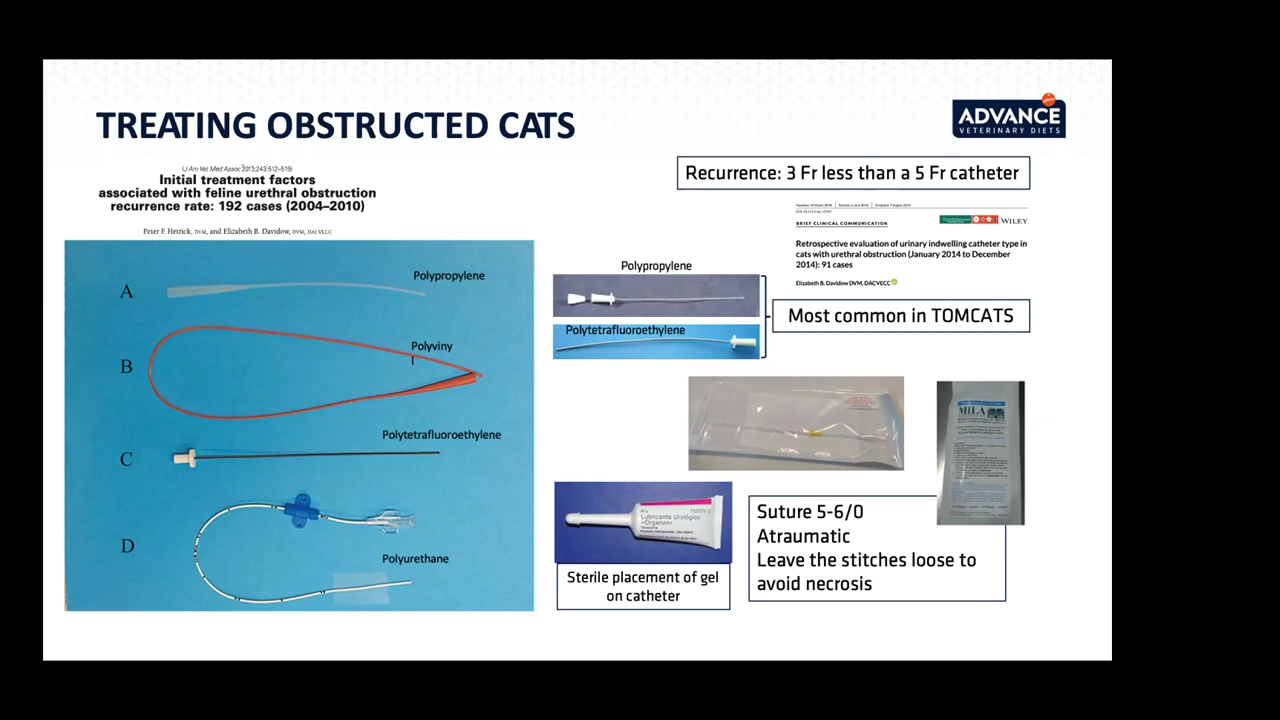 TREATING OBSTRUCTED CATS
ADVANCE
VETERINARY DIETS
(J Am Vet Med Assoc 2013;243:512–519)
Initial treatment factors
associated with feline urethral obstruction
recurrence rate: 192 cases (2004–2010)
Peter F. Hetrick, DVM, and Elizabeth B. Davidow, DVM, DACVECC
A
Polypropylene
B
Polyviny
C
Polytetrafluoroethylene
D
Polyurethane
Recurrence: 3 Fr less than a 5 Fr catheter
BRIEF CLINICAL COMMUNICATION
WILEY
Retrospective evaluation of urinary indwelling catheter type in
cats with urethral obstruction (January 2014 to December
2014): 91 cases
Elizabeth B. Davidow DVM, DACVECC
Polypropylene
Polytetrafluoroethylene
Most common in TOMCATS
MILA
Lubricante Urológico
«Organon»
Sterile placement of gel
on catheter
Suture 5-6/0
Atraumatic
Leave the stitches loose to
avoid necrosis